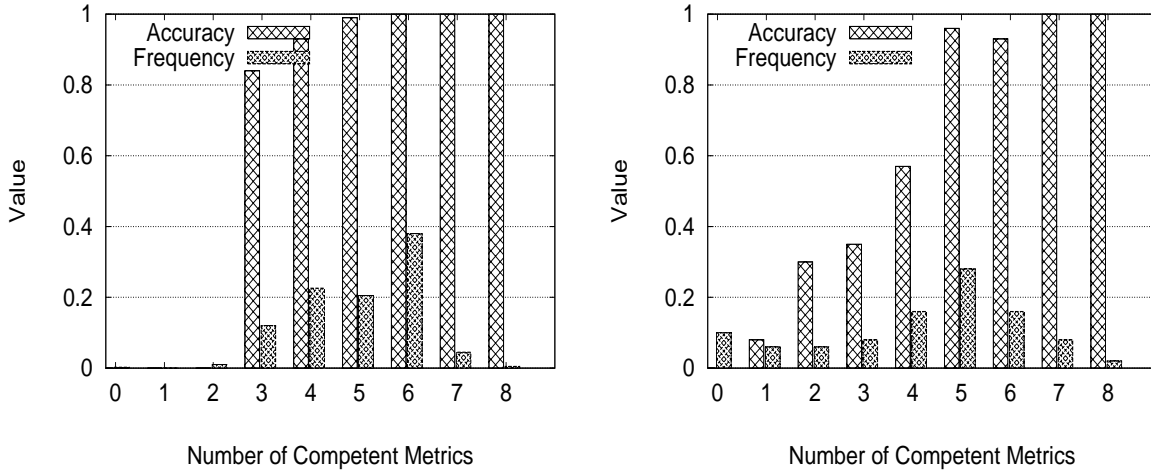 1
0.8
0.6
0.4
0.2
0
Value
Accuracy
Frequency
0 1 2 3 4 5 6 7 8
Number of Competent Metrics
1
0.8
0.6
0.4
0.2
0
Value
Accuracy
Frequency
0 1 2 3 4 5 6 7 8
Number of Competent Metrics